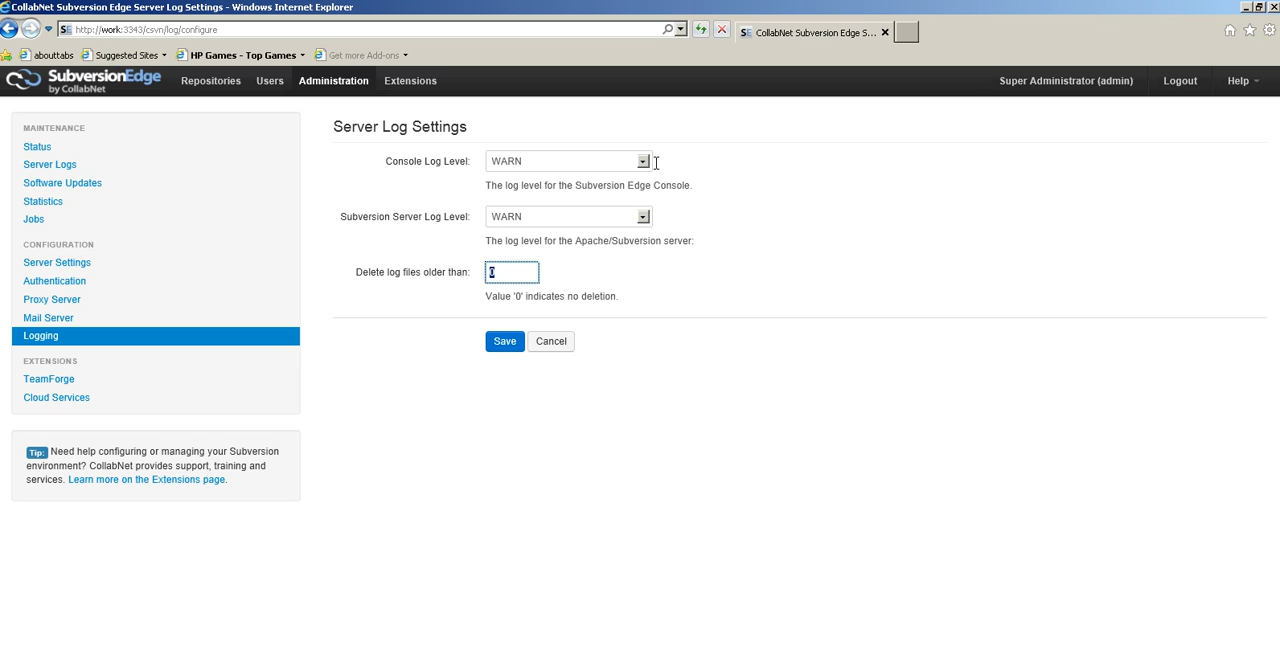 CollabNet Subversion Edge Server Log Settings - Windows Internet Explorer
http://work:3343/csvn/log/configure
SE CollabNet Subversion Edge S...
abouttabs Suggested Sites HP Games - Top Games Get more Add-ons
SubversionEdge
by CollabNet
Repositories Users Administration Extensions Super Administrator (admin) Logout Help
MAINTENANCE
Status
Server Logs
Software Updates
Statistics
Jobs
CONFIGURATION
Server Settings
Authentication
Proxy Server
Mail Server
Logging
EXTENSIONS
TeamForge
Cloud Services
Tip: Need help configuring or managing your Subversion
environment? CollabNet provides support, training and
services. Learn more on the Extensions page.
Server Log Settings
Console Log Level: WARN
The log level for the Subversion Edge Console.
Subversion Server Log Level: WARN
The log level for the Apache/Subversion server:
Delete log files older than: 0
Value '0' indicates no deletion.
Save Cancel